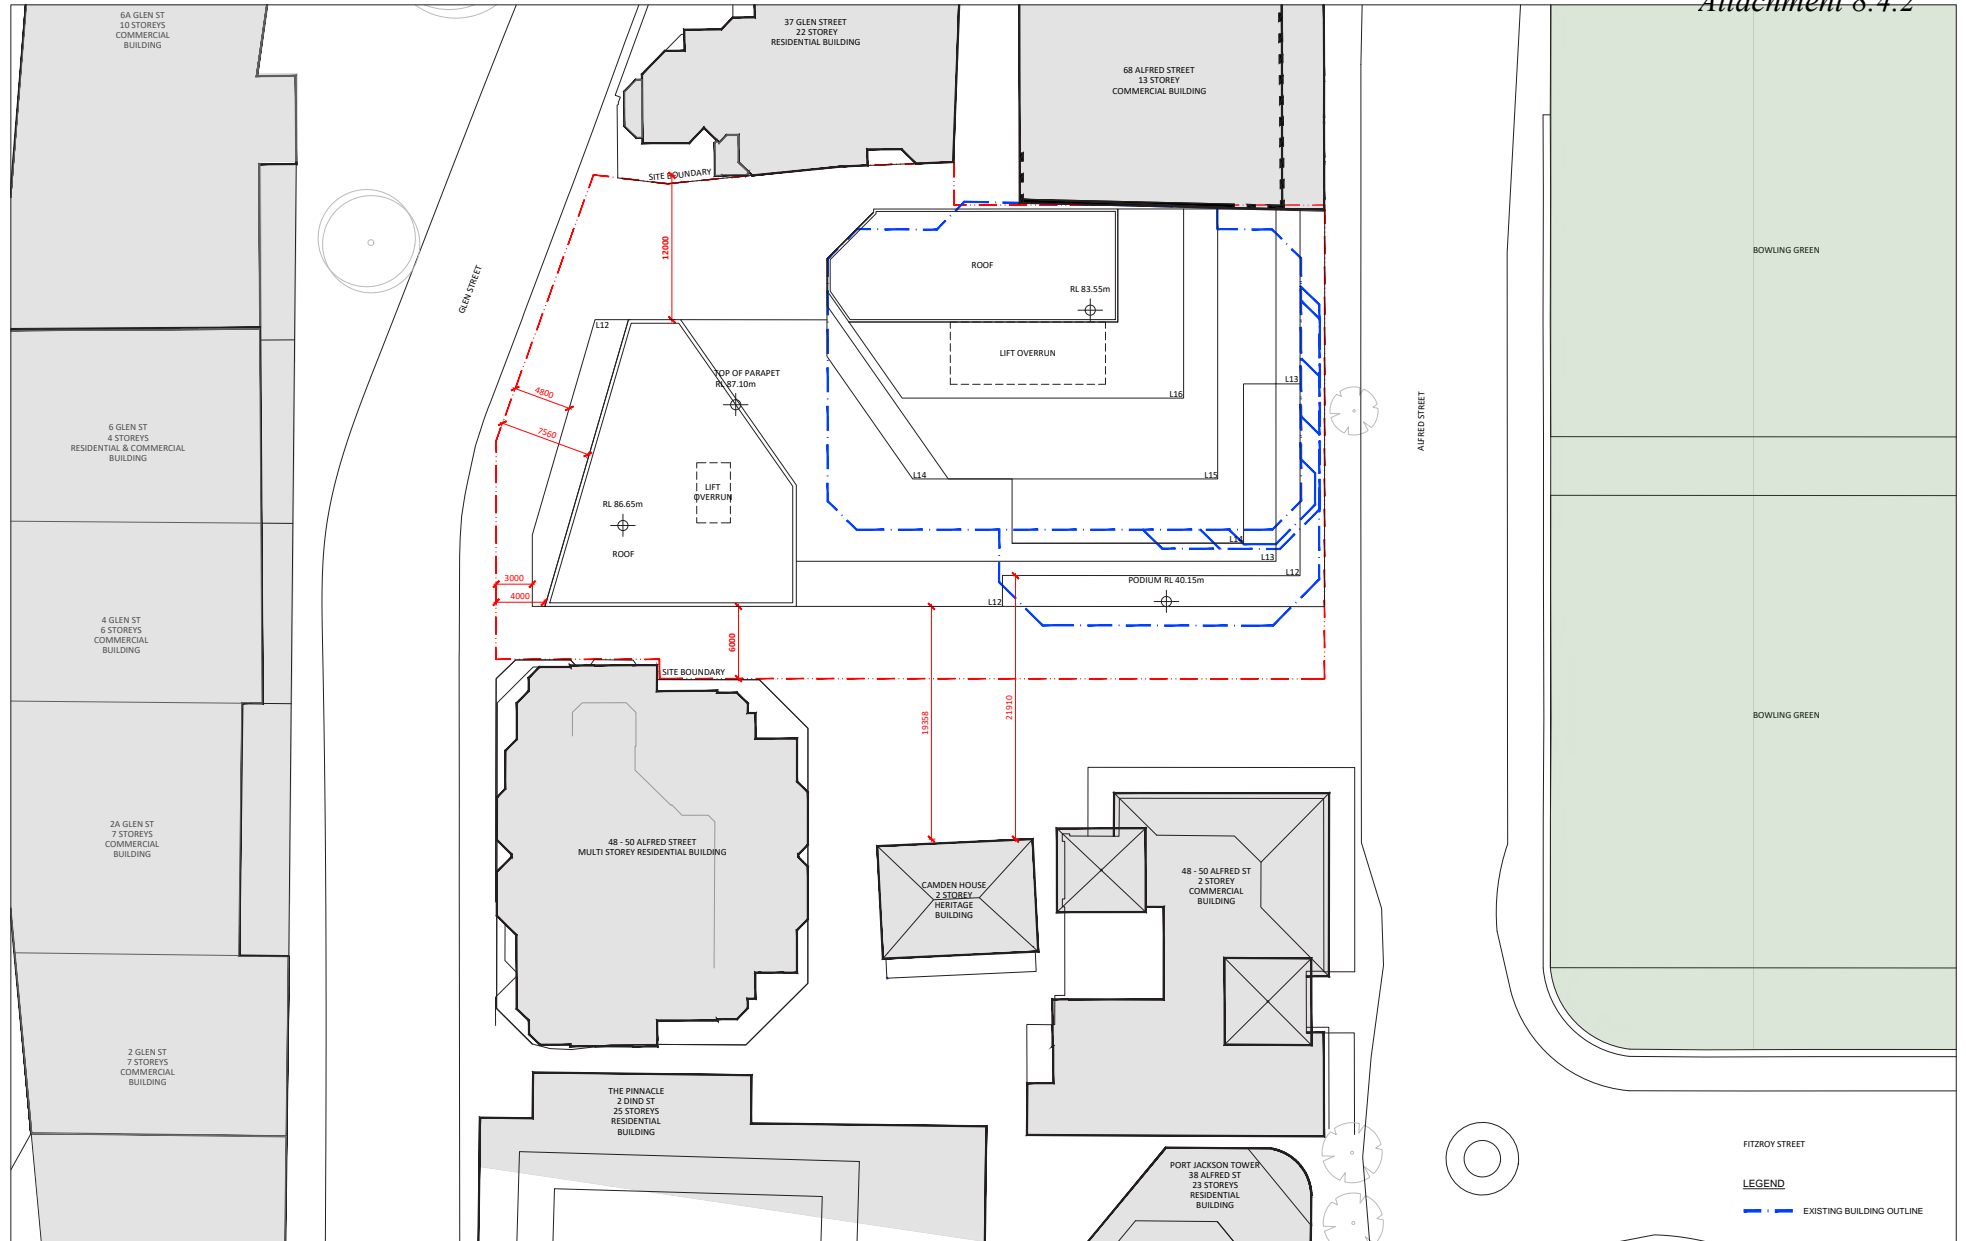 Attachment 8.4.2
6A GLEN ST
10 STOREYS
COMMERCIAL
BUILDING
37 GLEN STREET
22 STOREY
RESIDENTIAL BUILDING
68 ALFRED STREET
13 STOREY
COMMERCIAL BUILDING
SITE BOUNDARY
GLEN STREET
12000
ROOF
RL 83.55m
BOWLING GREEN
L12
LIFT OVERRUN
TOP OF PARAPET
RL 87.10m
4800
7560
L13
L16
ALFRED STREET
6 GLEN ST
4 STOREYS
RESIDENTIAL & COMMERCIAL
BUILDING
LIFT
OVERRUN
L14
L15
RL 86.65m
ROOF
L14
L13
L12
3000
4000
PODIUM RL 40.15m
L12
4 GLEN ST
6 STOREYS
COMMERCIAL
BUILDING
6000
SITE BOUNDARY
19358
21910
BOWLING GREEN
2A GLEN ST
7 STOREYS
COMMERCIAL
BUILDING
48 - 50 ALFRED STREET
MULTI STOREY RESIDENTIAL BUILDING
CAMDEN HOUSE
2 STOREY
HERITAGE
BUILDING
48 - 50 ALFRED ST
2 STOREY
COMMERCIAL
BUILDING
2 GLEN ST
7 STOREYS
COMMERCIAL
BUILDING
THE PINNACLE
2 DIND ST
25 STOREYS
RESIDENTIAL
BUILDING
PORT JACKSON TOWER
38 ALFRED ST
23 STOREYS
RESIDENTIAL
BUILDING
FITZROY STREET
LEGEND
EXISTING BUILDING OUTLINE